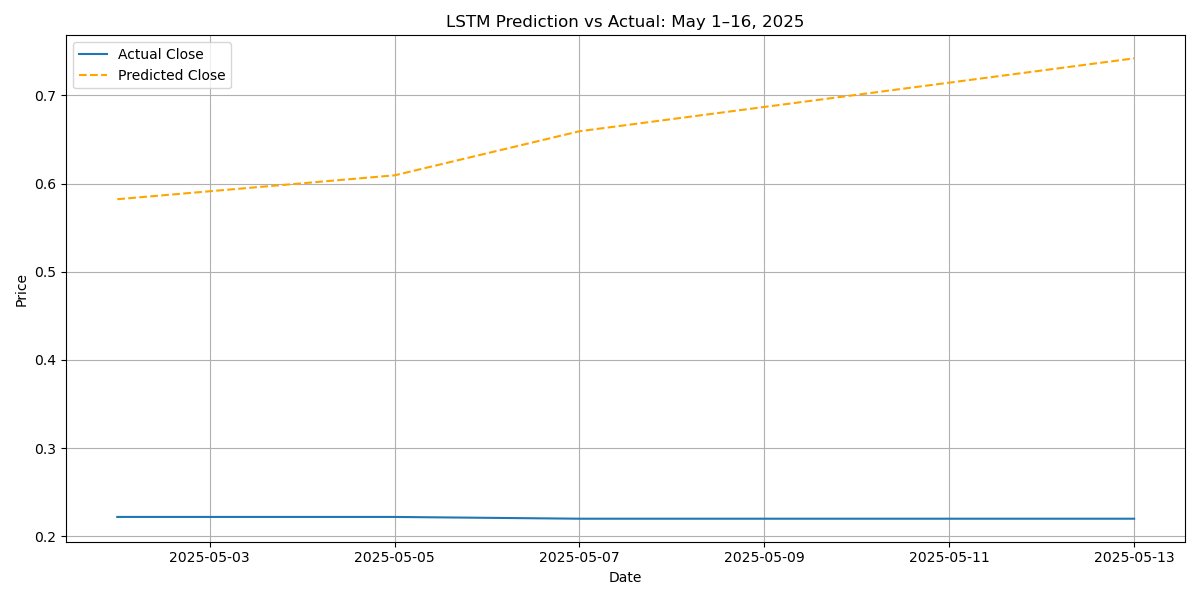 LSTM Prediction vs Actual: May 1–16, 2025
Actual Close
Predicted Close
Price
0.7
0.6
0.5
0.4
0.3
0.2
2025-05-03
2025-05-05
2025-05-07
2025-05-09
2025-05-11
2025-05-13
Date